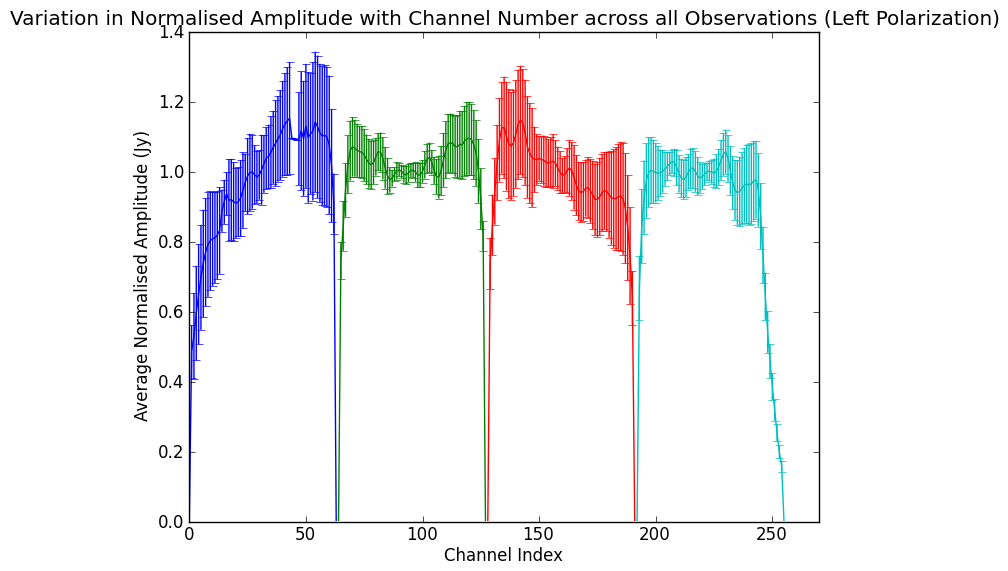 Variation in Normalised Amplitude with Channel Number across all Observations (Left Polarization)
1.4
1.2
1.0
0.8
0.6
0.4
0.2
0.0
Average Normalised Amplitude (Jy)
0 50 100 150 200 250
Channel Index